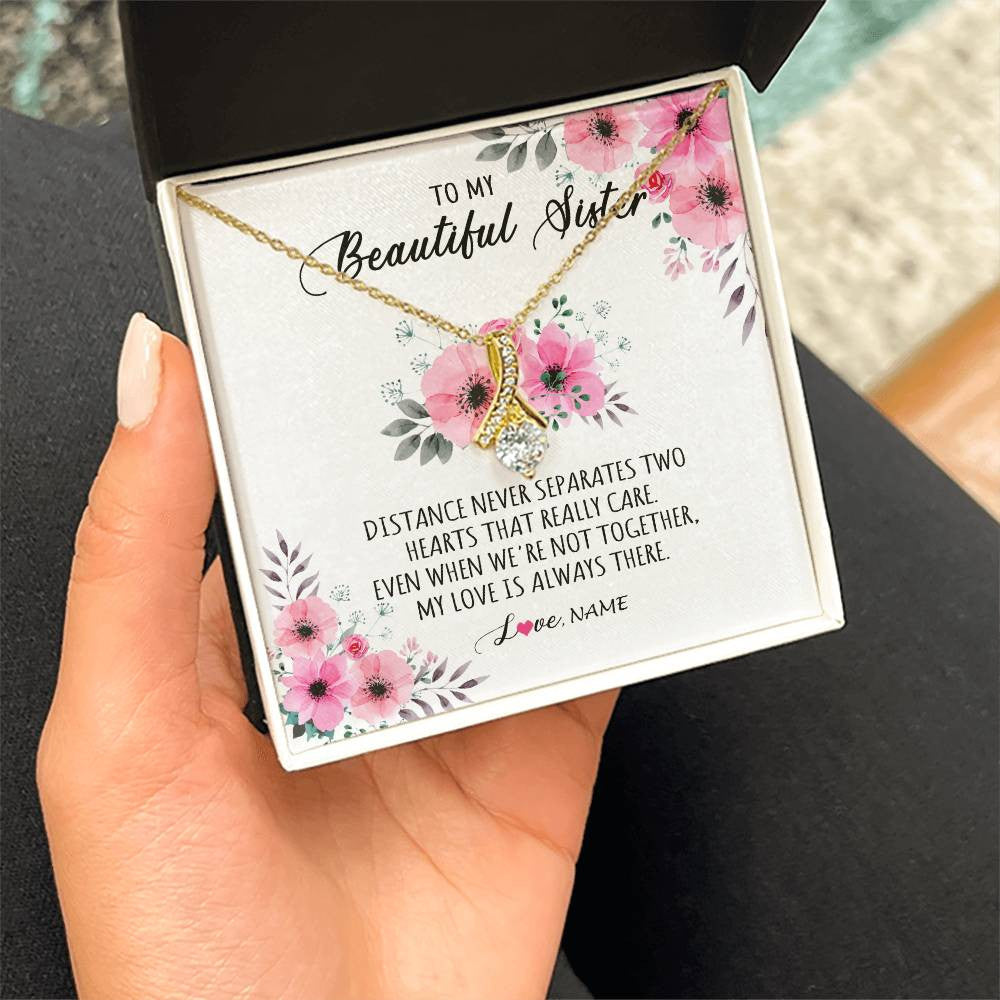 TO MY
Beautiful Sister
DISTANCE NEVER SEPARATES TWO
HEARTS THAT REALLY CARE.
EVEN WHEN WE'RE NOT TOGETHER,
MY LOVE IS ALWAYS THERE.
Love, NAME